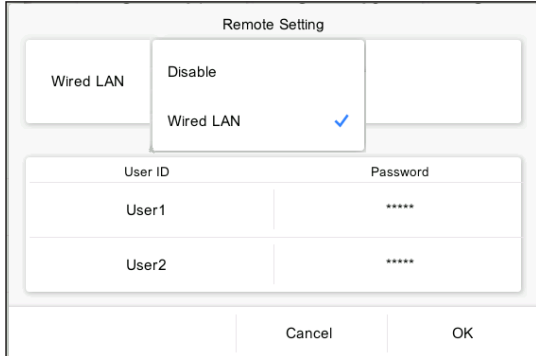 Remote Setting
Wired LAN
Disable
Wired LAN
User ID Password
User1 *****
User2 *****
Cancel OK